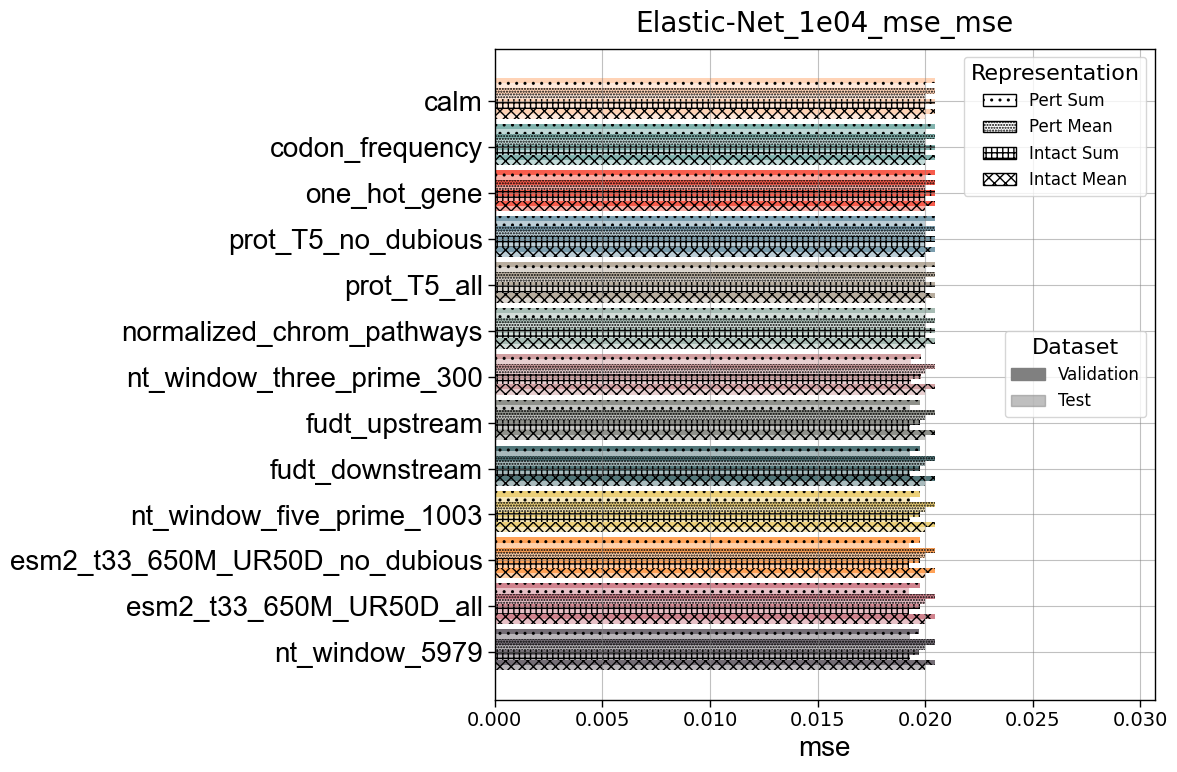 Elastic-Net_1e04_mse_mse
Representation
Pert Sum
Pert Mean
Intact Sum
Intact Mean
calm
codon_frequency
one_hot_gene
prot_T5_no_dubious
prot_T5_all
normalized_chrom_pathways
nt_window_three_prime_300
fudt_upstream
fudt_downstream
nt_window_five_prime_1003
esm2_t33_650M_UR50D_no_dubious
esm2_t33_650M_UR50D_all
nt_window_5979
Dataset
Validation
Test
0.000 0.005 0.010 0.015 0.020 0.025 0.030
mse